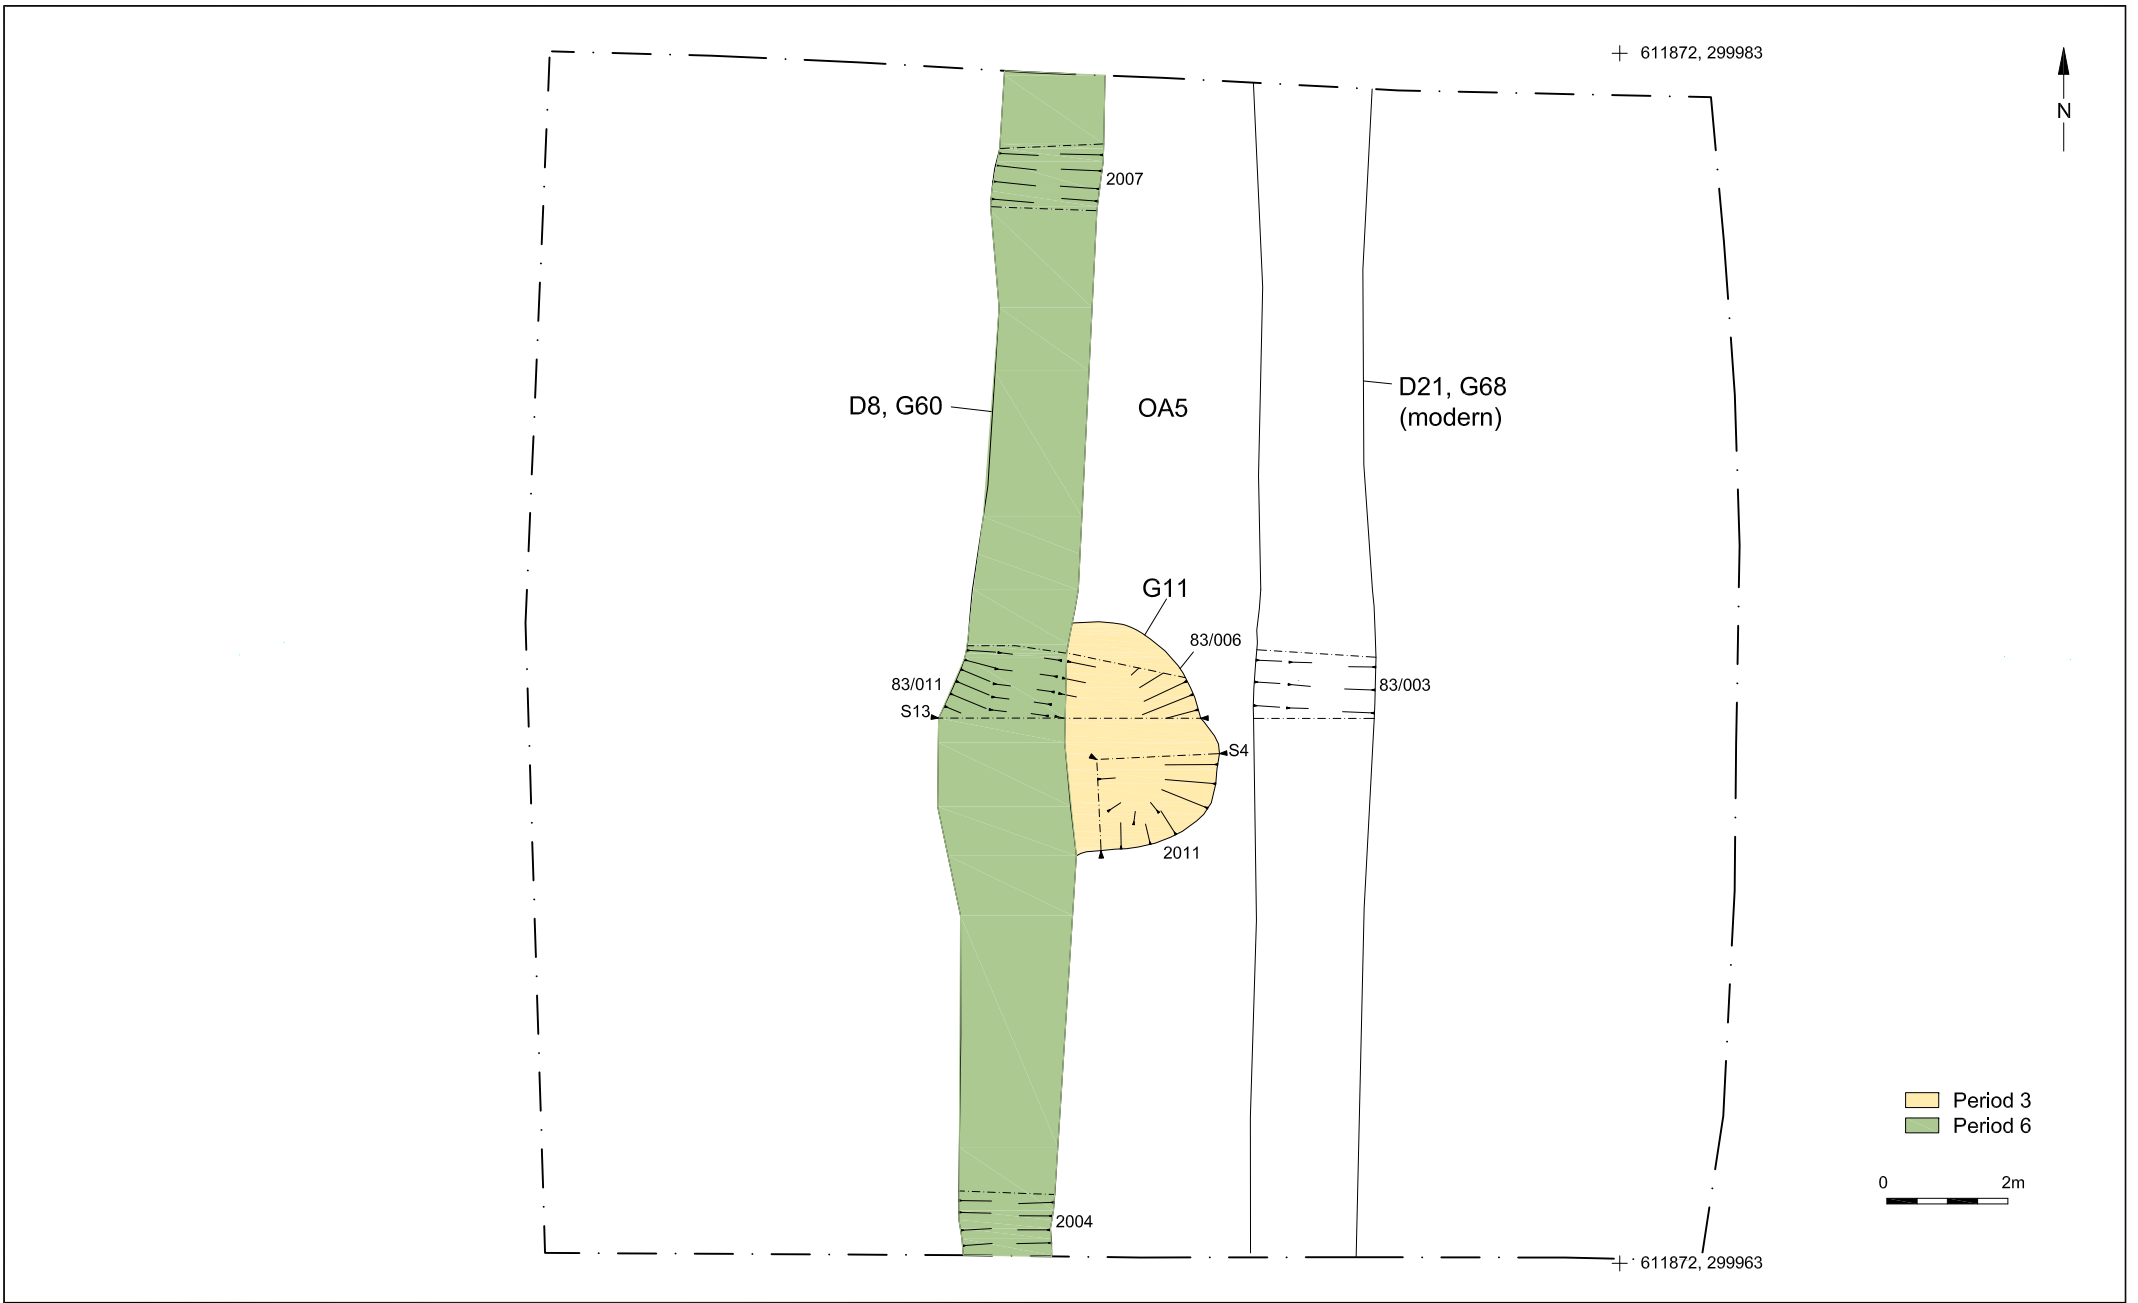 611872, 299983
N
2007
D8, G60
OA5
D21, G68
(modern)
G11
83/006
83/011
83/003
S13
S4
2011
Period 3
Period 6
0 2m
2004
611872, 299963